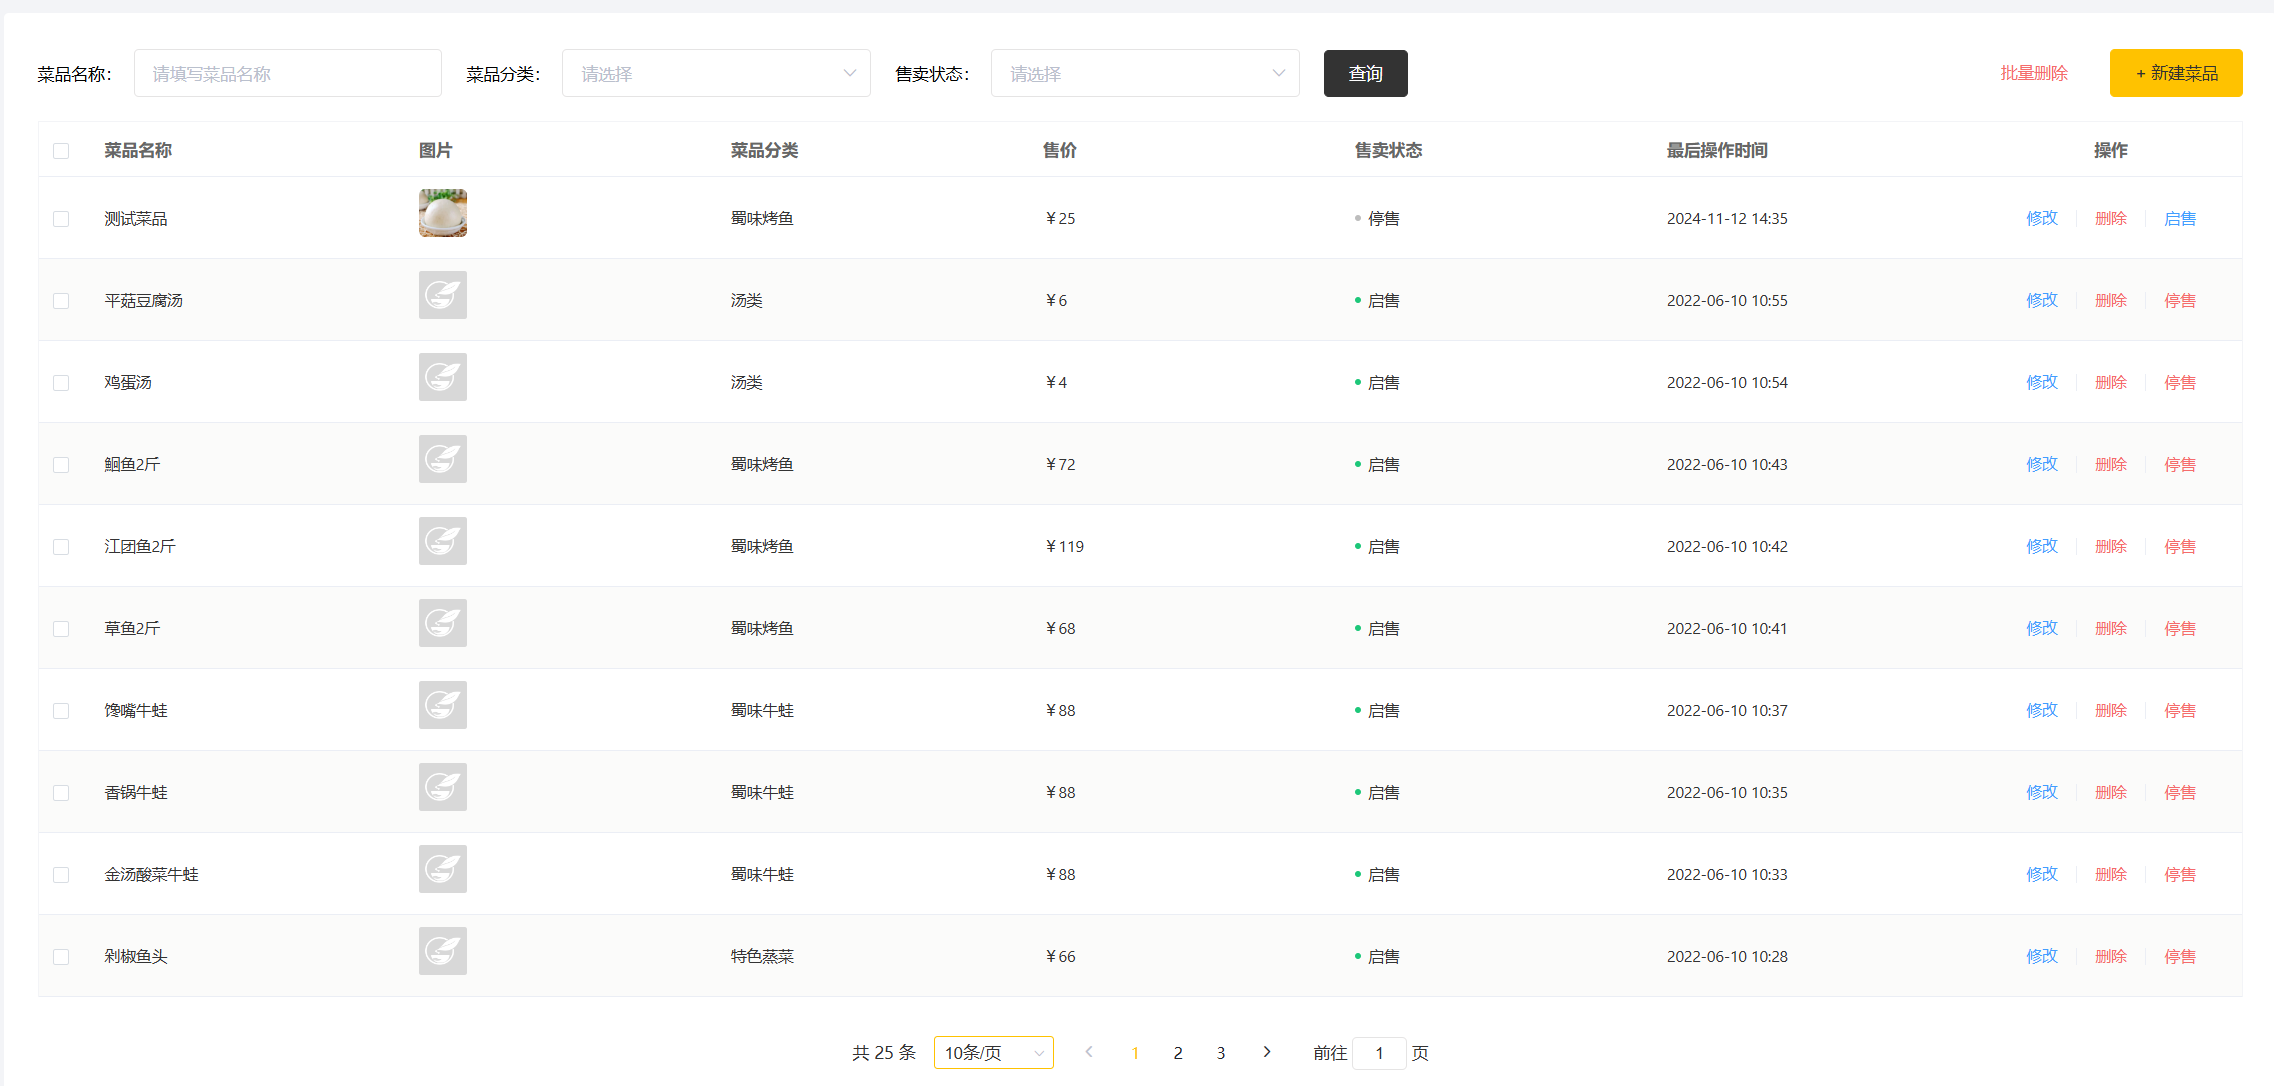 菜品名称: 请填写菜品名称 菜品分类: 请选择 售卖状态: 请选择 查询 批量删除 + 新建菜品
菜品名称 图片 菜品分类 售价 售卖状态 最后操作时间 操作
测试菜品 蜀味烤鱼 ￥25 停售 2024-11-12 14:35 修改 删除 启售
平菇豆腐汤 汤类 ￥6 启售 2022-06-10 10:55 修改 删除 停售
鸡蛋汤 汤类 ￥4 启售 2022-06-10 10:54 修改 删除 停售
鮰鱼2斤 蜀味烤鱼 ￥72 启售 2022-06-10 10:43 修改 删除 停售
江团鱼2斤 蜀味烤鱼 ￥119 启售 2022-06-10 10:42 修改 删除 停售
草鱼2斤 蜀味烤鱼 ￥68 启售 2022-06-10 10:41 修改 删除 停售
馋嘴牛蛙 蜀味牛蛙 ￥88 启售 2022-06-10 10:37 修改 删除 停售
香锅牛蛙 蜀味牛蛙 ￥88 启售 2022-06-10 10:35 修改 删除 停售
金汤酸菜牛蛙 蜀味牛蛙 ￥88 启售 2022-06-10 10:33 修改 删除 停售
剁椒鱼头 特色蒸菜 ￥66 启售 2022-06-10 10:28 修改 删除 停售
共 25 条 10条/页 1 2 3 前往 1 页